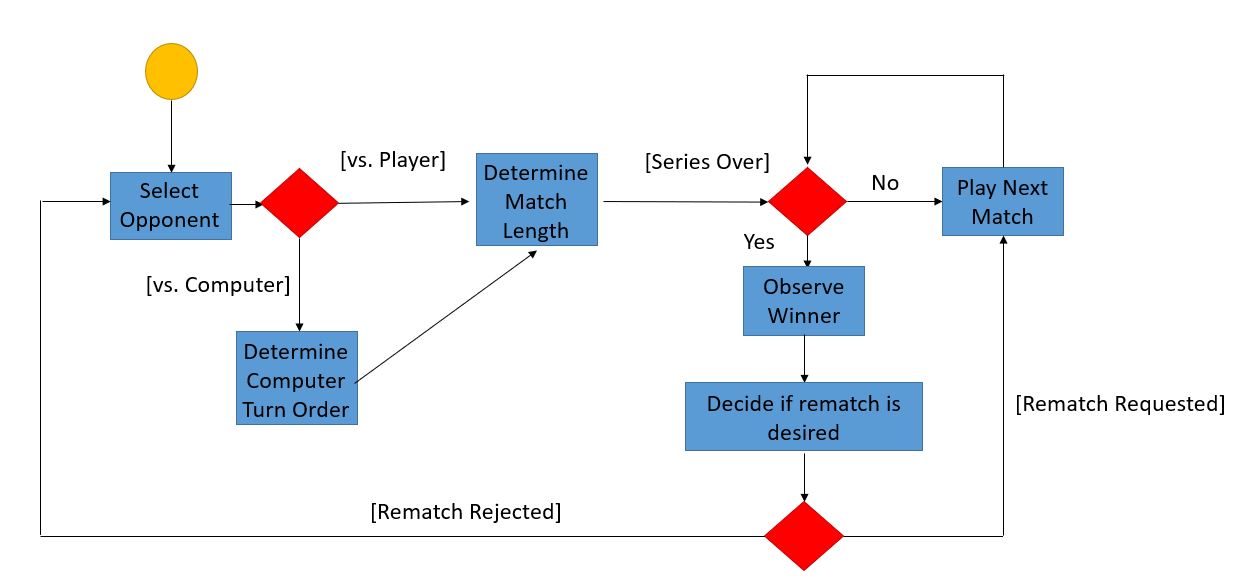 Select
Opponent
[vs. Player]
[vs. Computer]
Determine
Computer
Turn Order
Determine
Match
Length
[Series Over]
No
Play Next
Match
Yes
Observe
Winner
Decide if rematch is
desired
[Rematch Requested]
[Rematch Rejected]